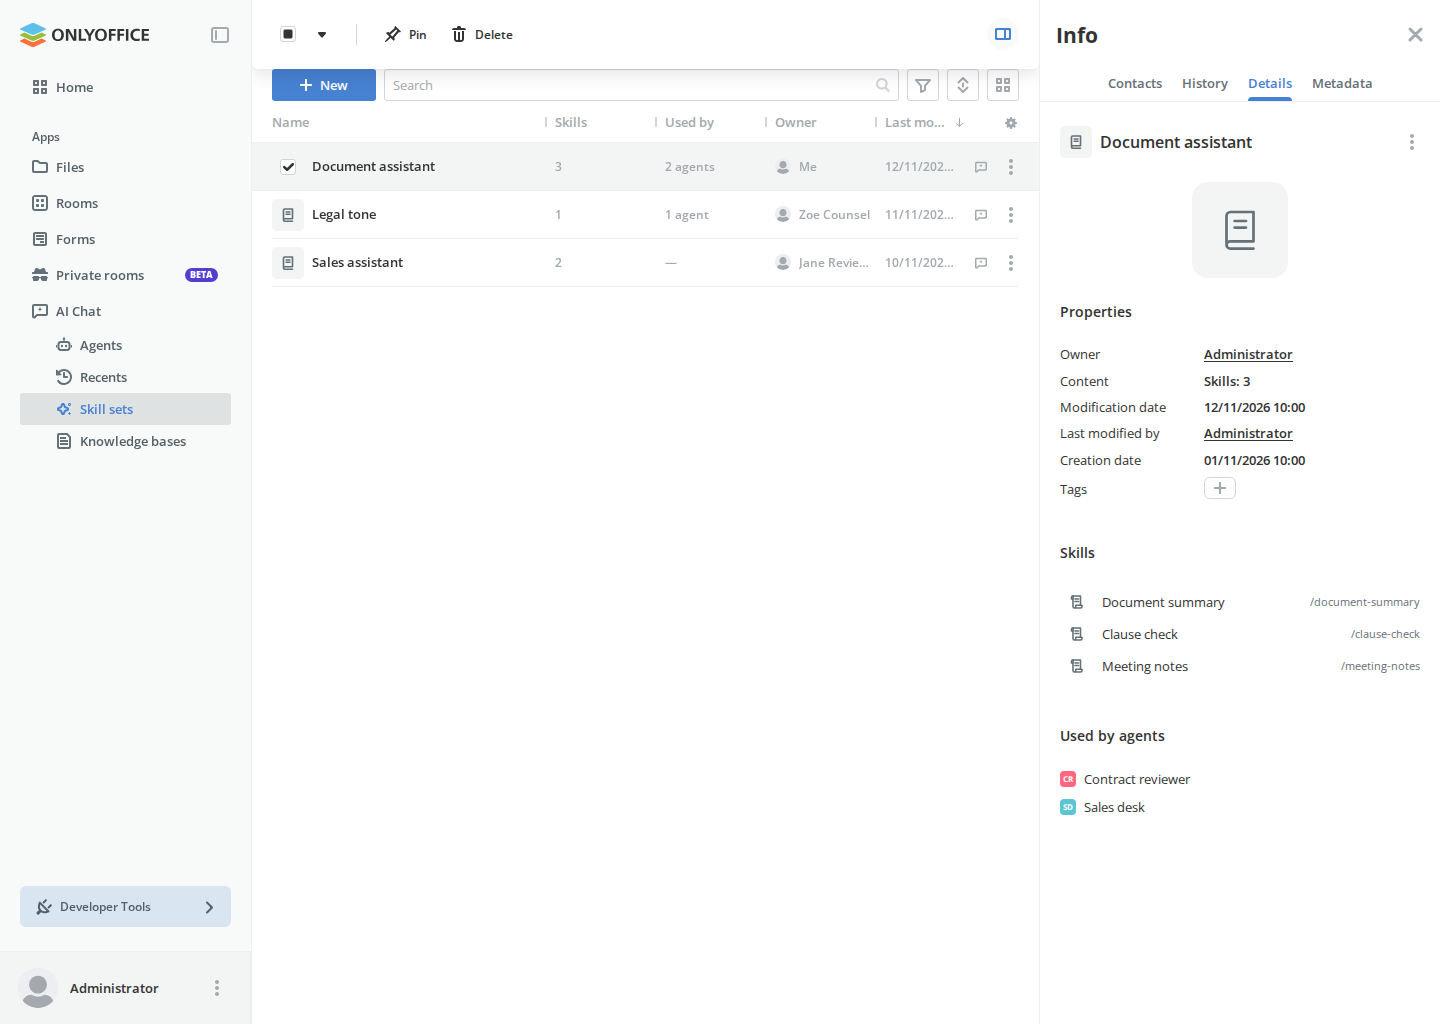 ONLYOFFICE
Home
Apps
Files
Rooms
Forms
Private rooms BETA
AI Chat
Agents
Recents
Skill sets
Knowledge bases
Developer Tools
Administrator
Pin Delete
New Search
Name Skills Used by Owner Last mo...
Document assistant 3 2 agents Me 12/11/202...
Legal tone 1 1 agent Zoe Counsel 11/11/202...
Sales assistant 2 — Jane Revie... 10/11/202...
Info
Contacts History Details Metadata
Document assistant
Properties
Owner Administrator
Content Skills: 3
Modification date 12/11/2026 10:00
Last modified by Administrator
Creation date 01/11/2026 10:00
Tags
Skills
Document summary /document-summary
Clause check /clause-check
Meeting notes /meeting-notes
Used by agents
CR Contract reviewer
SD Sales desk